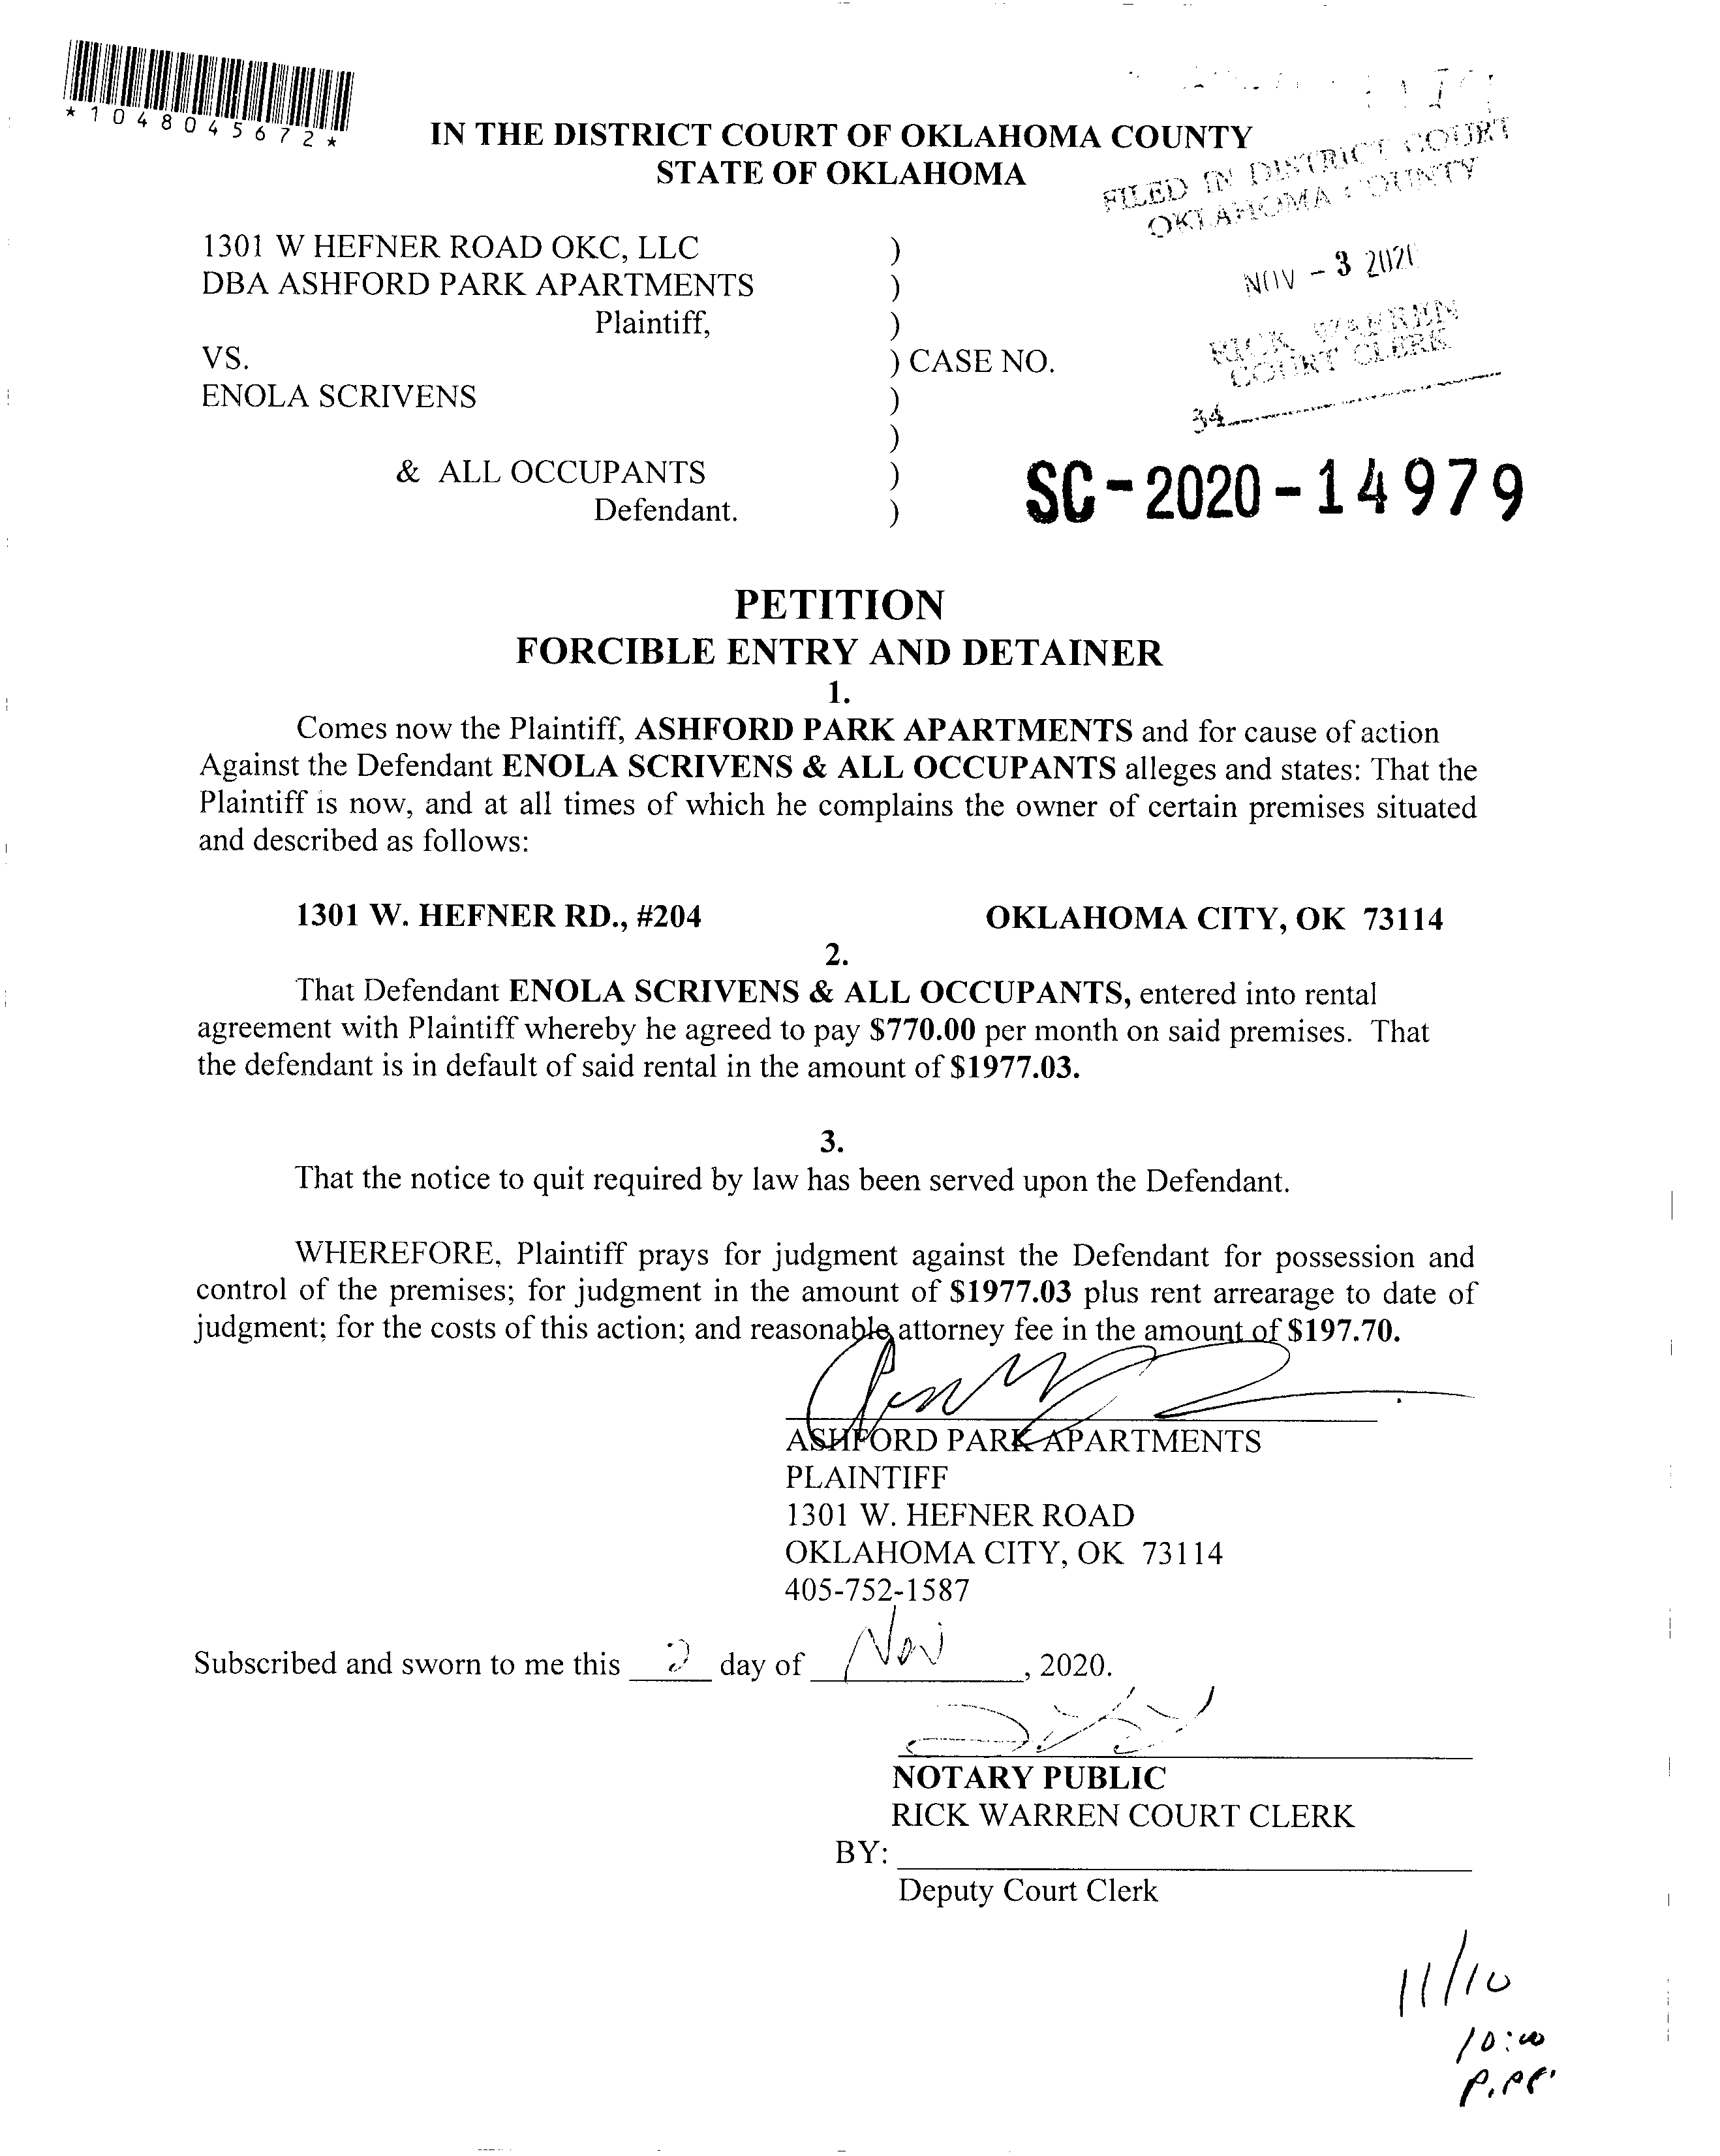 *1048045672*
IN THE DISTRICT COURT OF OKLAHOMA COUNTY
STATE OF OKLAHOMA
FILED IN DISTRICT COURT
OKLAHOMA COUNTY
NOV - 3 2020
RICK WARREN
COURT CLERK
34
1301 W HEFNER ROAD OKC, LLC )
DBA ASHFORD PARK APARTMENTS )
Plaintiff, )
VS. ) CASE NO.
ENOLA SCRIVENS )
)
& ALL OCCUPANTS )
Defendant. )
SC-2020-14979
PETITION
FORCIBLE ENTRY AND DETAINER
1.
Comes now the Plaintiff, ASHFORD PARK APARTMENTS and for cause of action
Against the Defendant ENOLA SCRIVENS & ALL OCCUPANTS alleges and states: That the
Plaintiff is now, and at all times of which he complains the owner of certain premises situated
and described as follows:
1301 W. HEFNER RD., #204 OKLAHOMA CITY, OK 73114
2.
That Defendant ENOLA SCRIVENS & ALL OCCUPANTS, entered into rental
agreement with Plaintiff whereby he agreed to pay $770.00 per month on said premises. That
the defendant is in default of said rental in the amount of $1977.03.
3.
That the notice to quit required by law has been served upon the Defendant.
WHEREFORE, Plaintiff prays for judgment against the Defendant for possession and
control of the premises; for judgment in the amount of $1977.03 plus rent arrearage to date of
judgment; for the costs of this action; and reasonable attorney fee in the amount of $197.70.
ASHFORD PARK APARTMENTS
PLAINTIFF
1301 W. HEFNER ROAD
OKLAHOMA CITY, OK 73114
405-752-1587
Subscribed and sworn to me this 2 day of Nov, 2020.
NOTARY PUBLIC
RICK WARREN COURT CLERK
BY:
Deputy Court Clerk
11/10
10:00